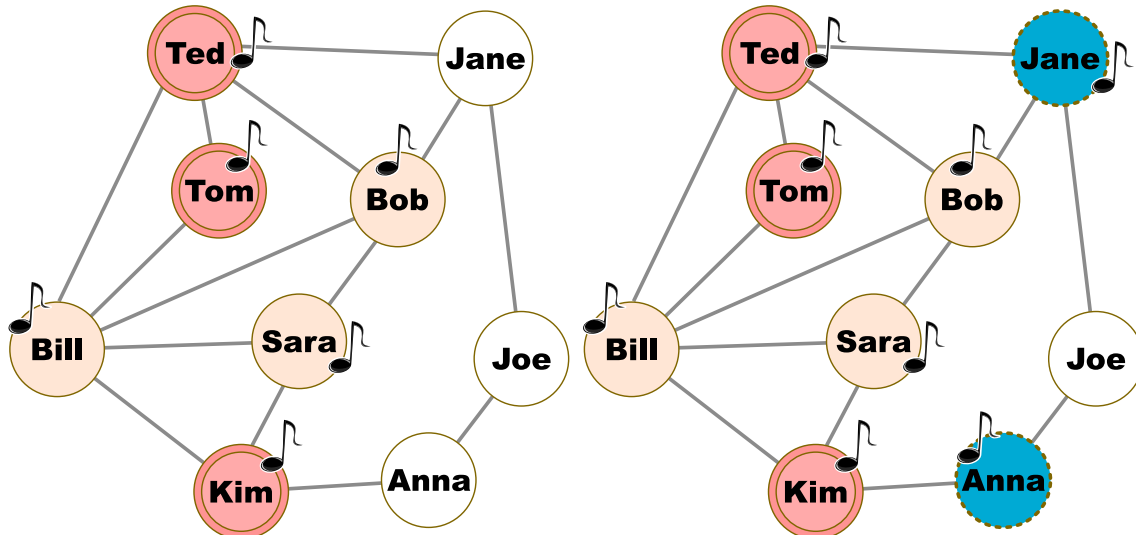 Ted
Jane
Tom
Bob
Bill
Sara
Joe
Kim
Anna
Ted
Jane
Tom
Bob
Bill
Sara
Joe
Kim
Anna